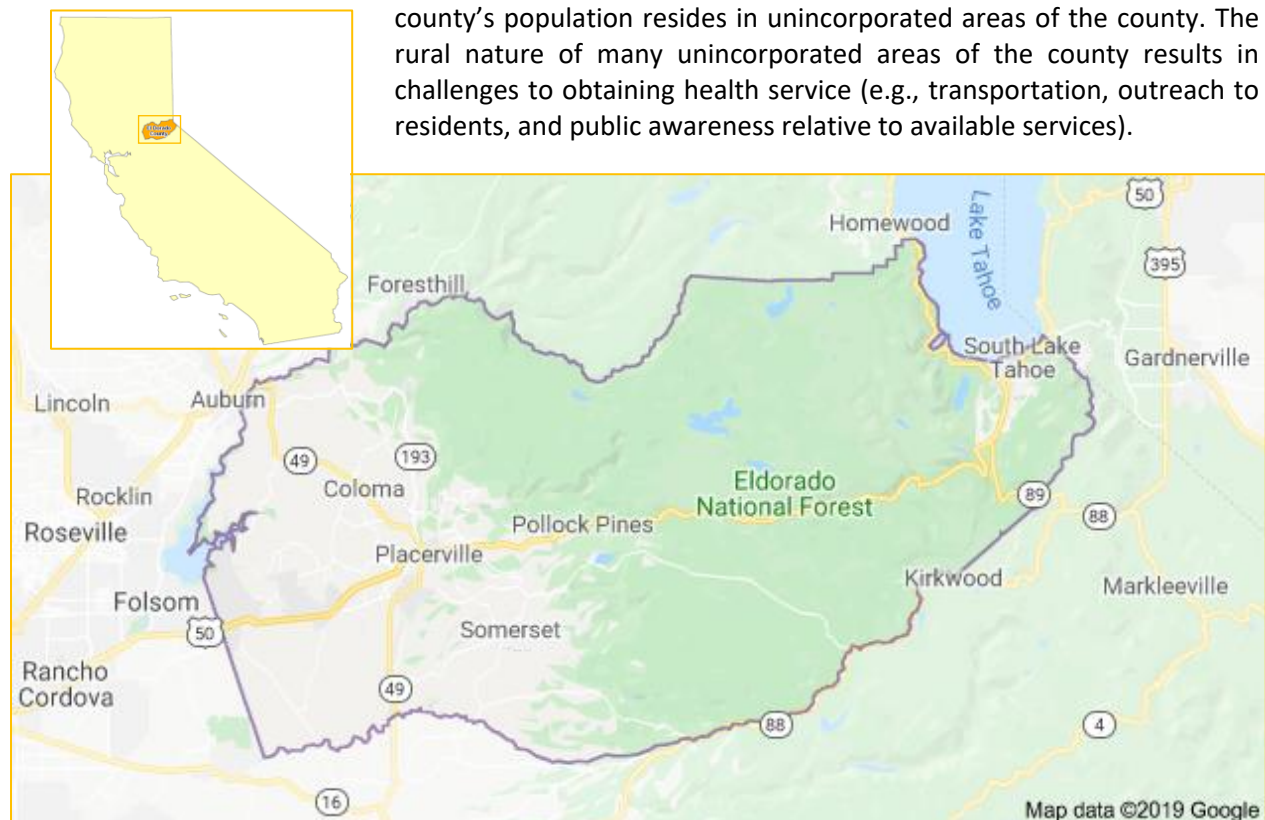 county’s population resides in unincorporated areas of the county. The
rural nature of many unincorporated areas of the county results in
challenges to obtaining health service (e.g., transportation, outreach to
residents, and public awareness relative to available services).
El Dorado
County
Homewood
Lake Tahoe
50
395
Foresthill
South Lake
Tahoe
Gardnerville
Lincoln
Auburn
49
193
Coloma
Rocklin
Roseville
Eldorado
National Forest
89
88
Pollock Pines
Placerville
Kirkwood
Markleeville
Folsom
50
Somerset
Rancho
Cordova
49
88
4
16
Map data ©2019 Google